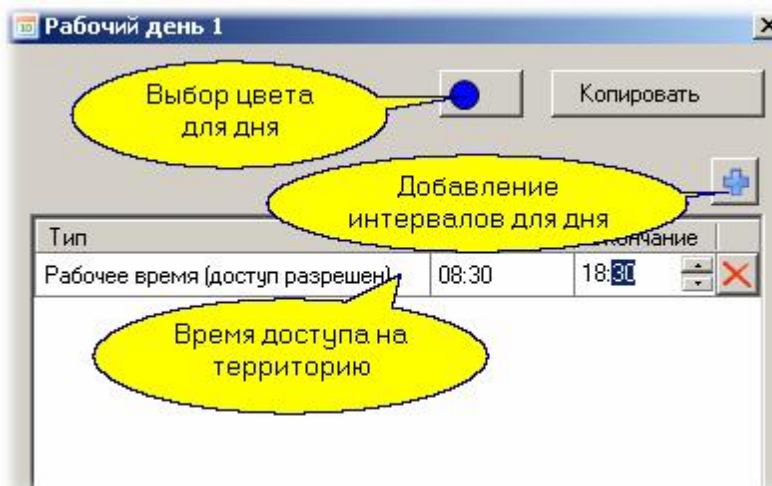 Рабочий день 1
Выбор цвета
для дня
Копировать
Добавление
интервалов для дня
Тип
Рабочее время (доступ разрешен)
08:30
18:30
Время доступа на
территорию